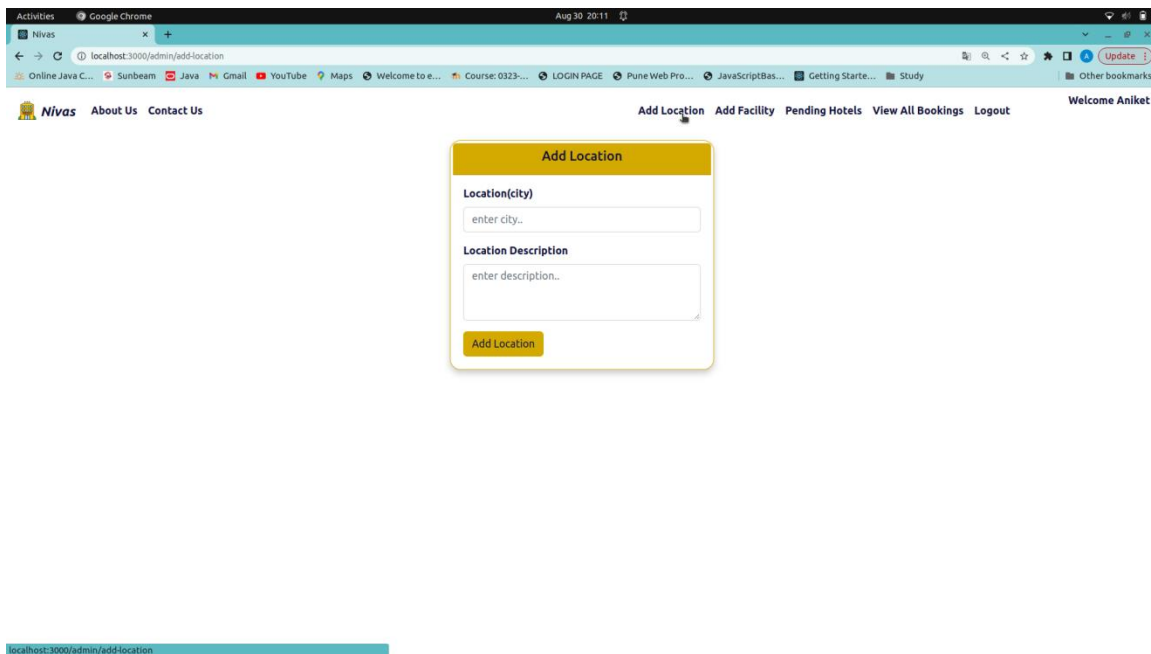 Activities Google Chrome Aug 30 20:11
Nivas
localhost:3000/admin/add-location Update
Online Java C... Sunbeam Java Gmail YouTube Maps Welcome to e... Course: 0323-... LOGIN PAGE Pune Web Pro... JavaScriptBas... Getting Starte... Study Other bookmarks
Nivas About Us Contact Us Add Location Add Facility Pending Hotels View All Bookings Logout Welcome Aniket
Add Location
Location(city)
enter city..
Location Description
enter description..
Add Location
localhost:3000/admin/add-location